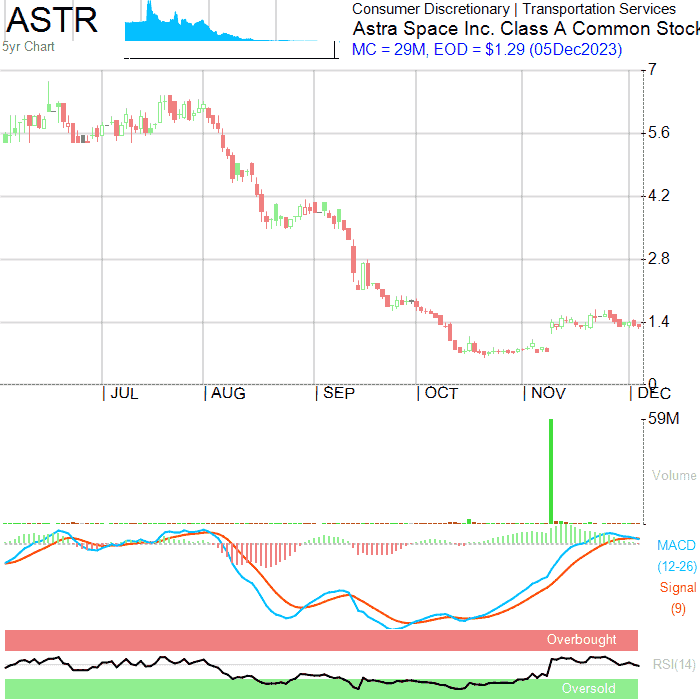 ASTR
5yr Chart
Consumer Discretionary | Transportation Services
Astra Space Inc. Class A Common Stock
MC = 29M, EOD = $1.29 (05Dec2023)
7
5.6
4.2
2.8
1.4
0
| JUL | AUG | SEP | OCT | NOV | DEC
59M
Volume
MACD
(12-26)
Signal
(9)
Overbought
RSI(14)
Oversold